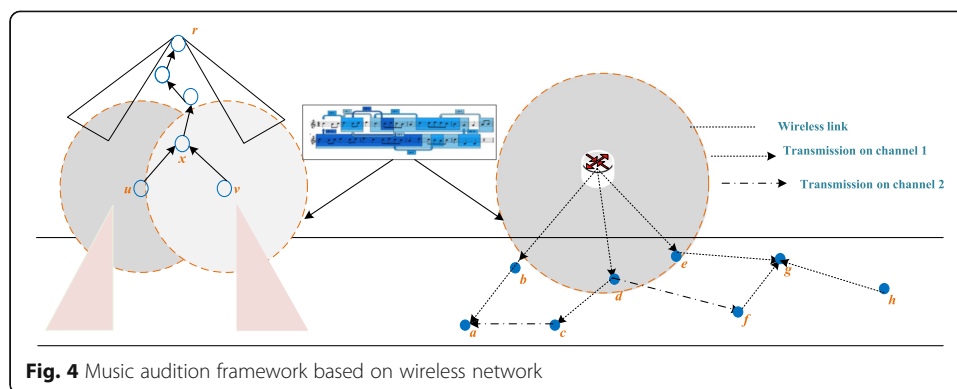 r
x
u
v
Wireless link
Transmission on channel 1
Transmission on channel 2
e
g
b
d
h
f
a
c
Fig. 4 Music audition framework based on wireless network